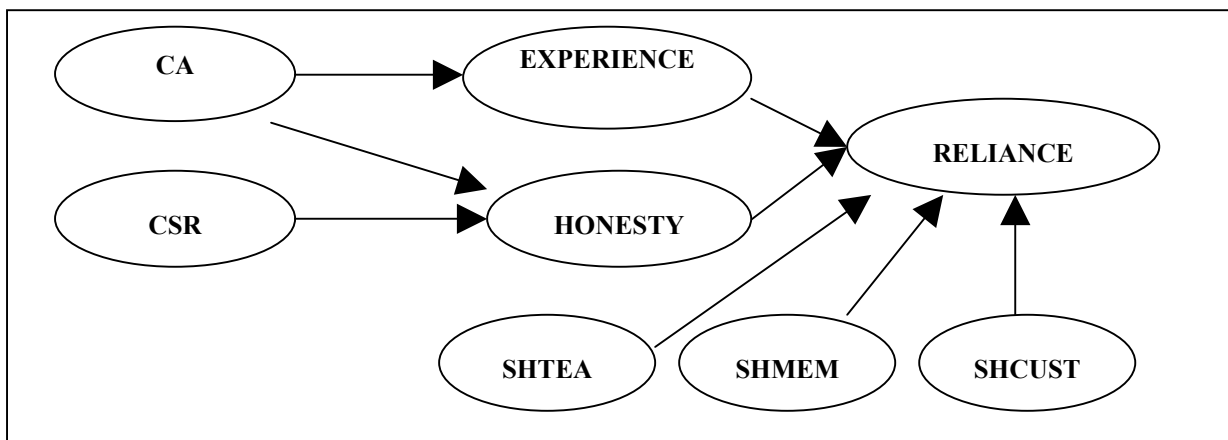 CA
EXPERIENCE
RELIANCE
CSR
HONESTY
SHTEA
SHMEM
SHCUST